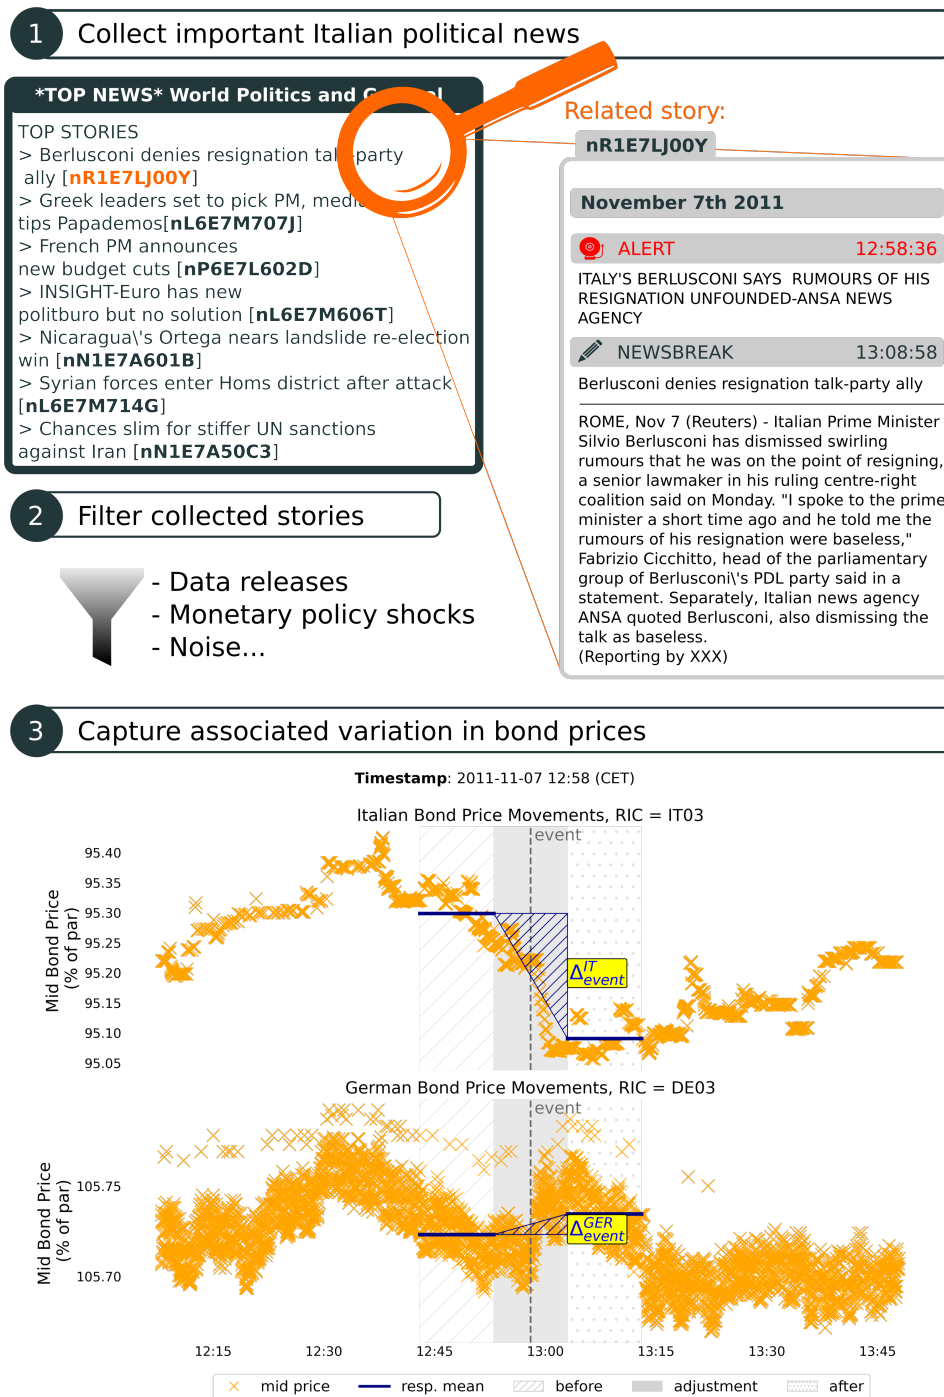 1 Collect important Italian political news
*TOP NEWS* World Politics and General
TOP STORIES
> Berlusconi denies resignation talk-party
ally [nR1E7LJ00Y]
> Greek leaders set to pick PM, media
tips Papademos[nL6E7M707J]
> French PM announces
new budget cuts [nP6E7L602D]
> INSIGHT-Euro has new
politburo but no solution [nL6E7M606T]
> Nicaragua\'s Ortega nears landslide re-election
win [nN1E7A601B]
> Syrian forces enter Homs district after attack
[nL6E7M714G]
> Chances slim for stiffer UN sanctions
against Iran [nN1E7A50C3]
Related story:
nR1E7LJ00Y
November 7th 2011
ALERT 12:58:36
ITALY'S BERLUSCONI SAYS RUMOURS OF HIS
RESIGNATION UNFOUNDED-ANSA NEWS
AGENCY
NEWSBREAK 13:08:58
Berlusconi denies resignation talk-party ally
ROME, Nov 7 (Reuters) - Italian Prime Minister
Silvio Berlusconi has dismissed swirling
rumours that he was on the point of resigning,
a senior lawmaker in his ruling centre-right
coalition said on Monday. "I spoke to the prime
minister a short time ago and he told me the
rumours of his resignation were baseless,"
Fabrizio Cicchitto, head of the parliamentary
group of Berlusconi\'s PDL party said in a
statement. Separately, Italian news agency
ANSA quoted Berlusconi, also dismissing the
talk as baseless.
(Reporting by XXX)
2 Filter collected stories
- Data releases
- Monetary policy shocks
- Noise...
3 Capture associated variation in bond prices
Timestamp: 2011-11-07 12:58 (CET)
Italian Bond Price Movements, RIC = IT03
event
95.40
95.35
95.30
95.25
95.20
95.15
95.10
95.05
Mid Bond Price
(% of par)
Δ IT event
German Bond Price Movements, RIC = DE03
event
105.75
105.70
Mid Bond Price
(% of par)
Δ GER event
12:15 12:30 12:45 13:00 13:15 13:30 13:45
mid price resp. mean before adjustment after